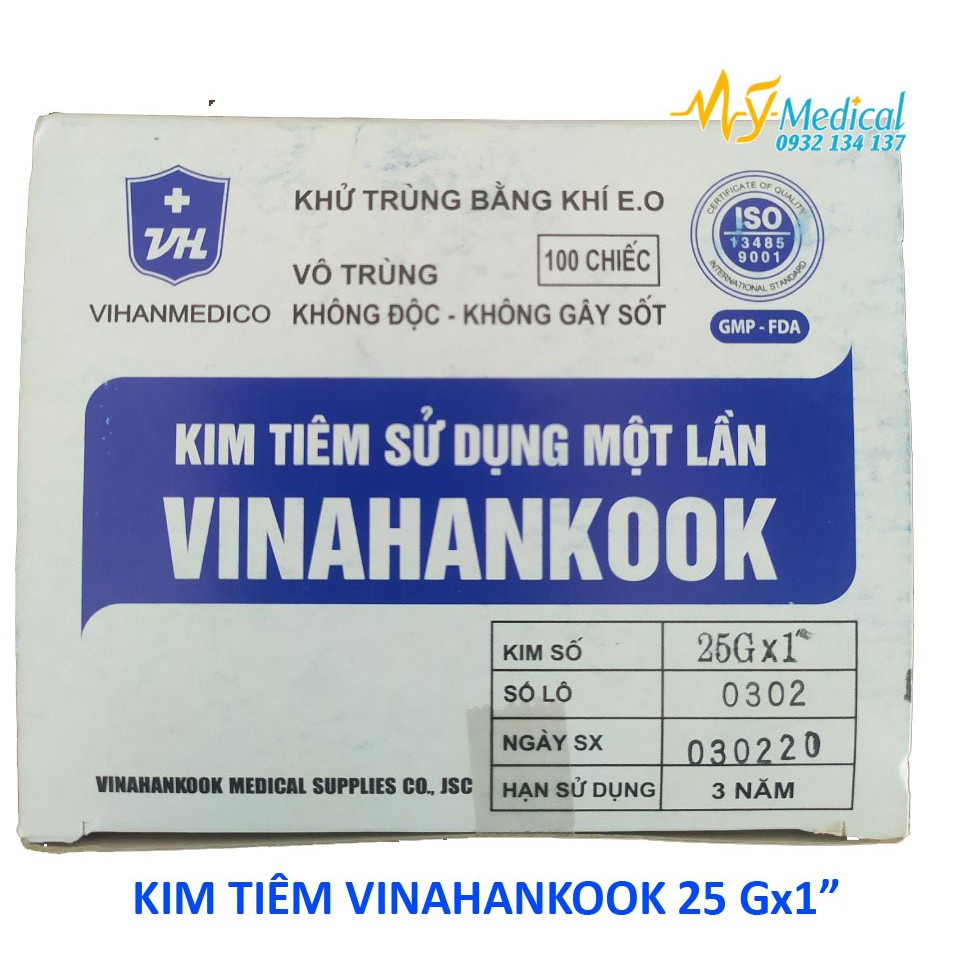 My Medical
0932 134 137
VH
VIHANMEDICO
KHỬ TRÙNG BẰNG KHÍ E.O
VÔ TRÙNG
100 CHIẾC
KHÔNG ĐỘC - KHÔNG GÂY SỐT
CERTIFICATE OF QUALITY
ISO
13485
9001
INTERNATIONAL STANDARD
GMP - FDA
KIM TIÊM SỬ DỤNG MỘT LẦN
VINAHANKOOK
KIM SỐ 25Gx1"
SỐ LÔ 0302
NGÀY SX 030220
HẠN SỬ DỤNG 3 NĂM
VINAHANKOOK MEDICAL SUPPLIES CO., JSC
KIM TIÊM VINAHANKOOK 25 Gx1”